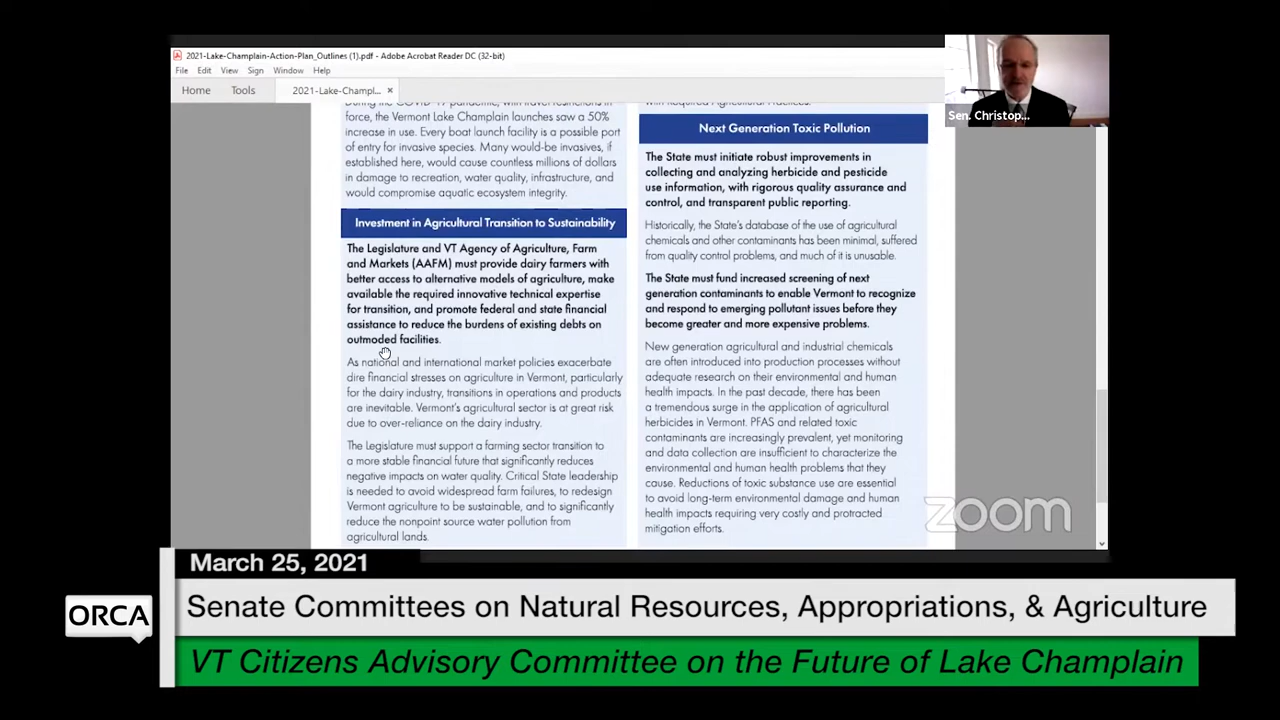 2021-Lake-Champlain-Action-Plan_Outlines (1).pdf - Adobe Acrobat Reader DC (32-bit)
File Edit View Sign Window Help
Home Tools 2021-Lake-Champl... ×
During the COVID-19 pandemic, with travel restrictions in
force, the Vermont Lake Champlain launches saw a 50%
increase in use. Every boat launch facility is a possible port
of entry for invasive species. Many would-be invasives, if
established here, would cause countless millions of dollars
in damage to recreation, water quality, infrastructure, and
would compromise aquatic ecosystem integrity.
Investment in Agricultural Transition to Sustainability
The Legislature and VT Agency of Agriculture, Farm
and Markets (AAFM) must provide dairy farmers with
better access to alternative models of agriculture, make
available the required innovative technical expertise
for transition, and promote federal and state financial
assistance to reduce the burdens of existing debts on
outmoded facilities.
As national and international market policies exacerbate
dire financial stresses on agriculture in Vermont, particularly
for the dairy industry, transitions in operations and products
are inevitable. Vermont's agricultural sector is at great risk
due to over-reliance on the dairy industry.
The Legislature must support a farming sector transition to
a more stable financial future that significantly reduces
negative impacts on water quality. Critical State leadership
is needed to avoid widespread farm failures, to redesign
Vermont agriculture to be sustainable, and to significantly
reduce the nonpoint source water pollution from
agricultural lands.
with Required Agricultural Practices.
Next Generation Toxic Pollution
The State must initiate robust improvements in
collecting and analyzing herbicide and pesticide
use information, with rigorous quality assurance and
control, and transparent public reporting.
Historically, the State's database of the use of agricultural
chemicals and other contaminants has been minimal, suffered
from quality control problems, and much of it is unusable.
The State must fund increased screening of next
generation contaminants to enable Vermont to recognize
and respond to emerging pollutant issues before they
become greater and more expensive problems.
New generation agricultural and industrial chemicals
are often introduced into production processes without
adequate research on their environmental and human
health impacts. In the past decade, there has been
a tremendous surge in the application of agricultural
herbicides in Vermont. PFAS and related toxic
contaminants are increasingly prevalent, yet monitoring
and data collection are insufficient to characterize the
environmental and human health problems that they
cause. Reductions of toxic substance use are essential
to avoid long-term environmental damage and human
health impacts requiring very costly and protracted
mitigation efforts.
Sen. Christop...
zoom
March 25, 2021
ORCA
Senate Committees on Natural Resources, Appropriations, & Agriculture
VT Citizens Advisory Committee on the Future of Lake Champlain